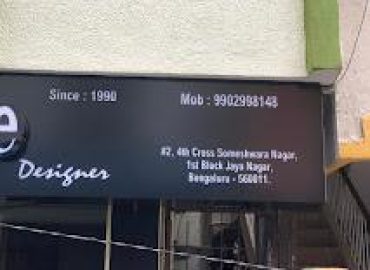 Since : 1990
Mob : 9902998148
Designer
#2, 4th Cross Someshwara Nagar,
1st Block Jaya Nagar,
Bengaluru - 560011.